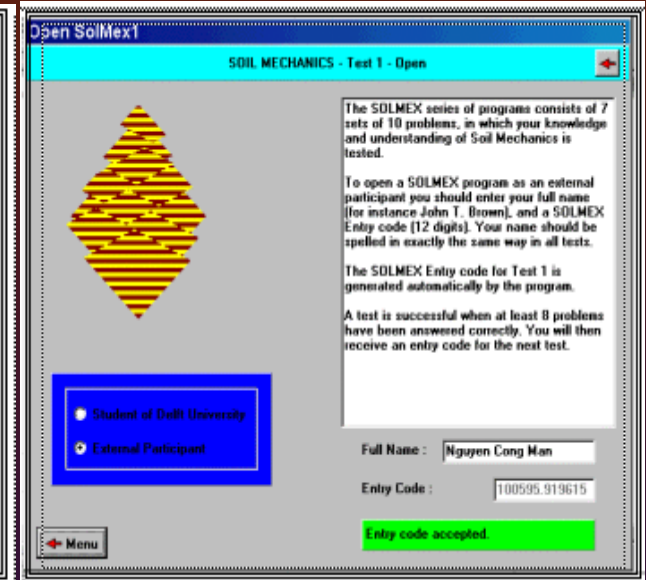 Open SolMex1
SOIL MECHANICS - Test 1 - Open
The SOLMEX series of programs consists of 7
sets of 10 problems, in which your knowledge
and understanding of Soil Mechanics is
tested.
To open a SOLMEX program as an external
participant you should enter your full name
(for instance John T. Brown), and a SOLMEX
Entry code (12 digits). Your name should be
spelled in exactly the same way in all tests.
The SOLMEX Entry code for Test 1 is
generated automatically by the program.
A test is successful when at least 8 problems
have been answered correctly. You will then
receive an entry code for the next test.
Student of Delft University
External Participant
Full Name : Nguyen Cong Man
Entry Code : 100595.919615
Entry code accepted.
Menu